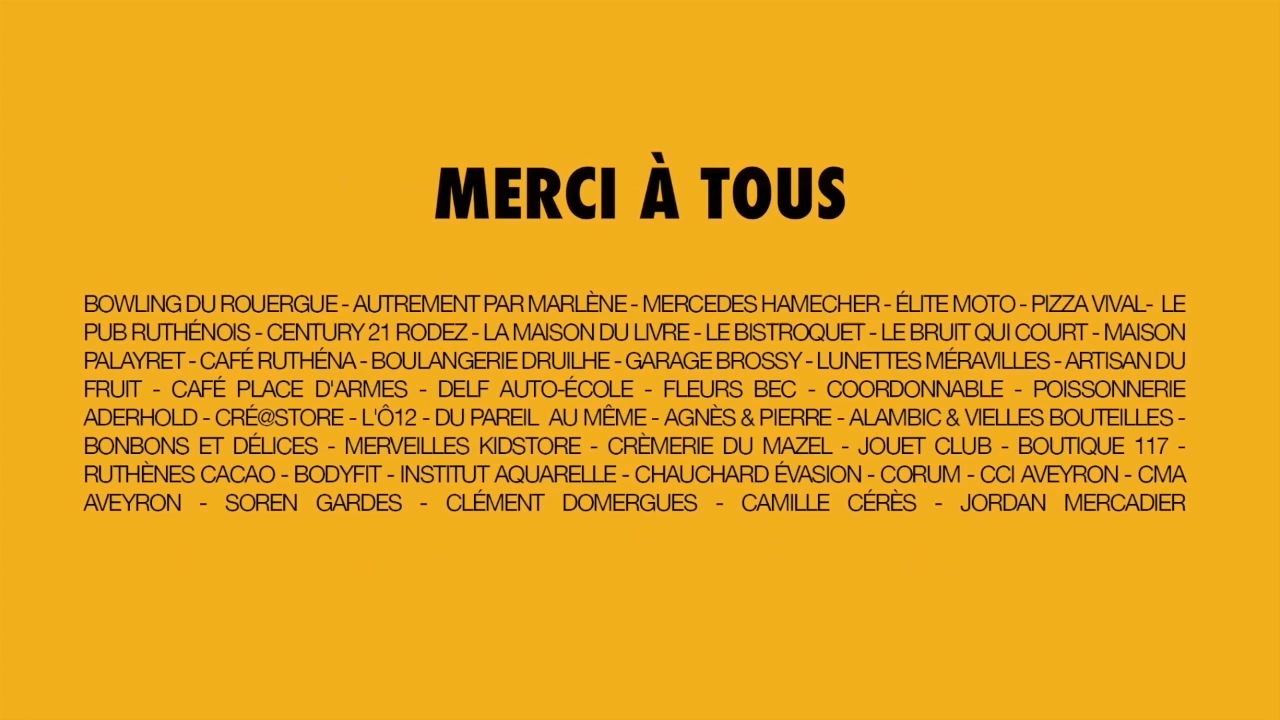 MERCI À TOUS
BOWLING DU ROUERGUE - AUTREMENT PAR MARLÈNE - MERCEDES HAMECHER - ÉLITE MOTO - PIZZA VIVAL- LE
PUB RUTHÉNOIS - CENTURY 21 RODEZ - LA MAISON DU LIVRE - LE BISTROQUET - LE BRUIT QUI COURT - MAISON
PALAYRET - CAFÉ RUTHÉNA - BOULANGERIE DRUILHE - GARAGE BROSSY - LUNETTES MÉRAVILLES - ARTISAN DU
FRUIT - CAFÉ PLACE D'ARMES - DELF AUTO-ÉCOLE - FLEURS BEC - COORDONNABLE - POISSONNERIE
ADERHOLD - CRÉ@STORE - L'Ô12 - DU PAREIL AU MÊME - AGNÈS & PIERRE - ALAMBIC & VIELLES BOUTEILLES -
BONBONS ET DÉLICES - MERVEILLES KIDSTORE - CRÈMERIE DU MAZEL - JOUET CLUB - BOUTIQUE 117 -
RUTHÈNES CACAO - BODYFIT - INSTITUT AQUARELLE - CHAUCHARD ÉVASION - CORUM - CCI AVEYRON - CMA
AVEYRON - SOREN GARDES - CLÉMENT DOMERGUES - CAMILLE CÉRÈS - JORDAN MERCADIER